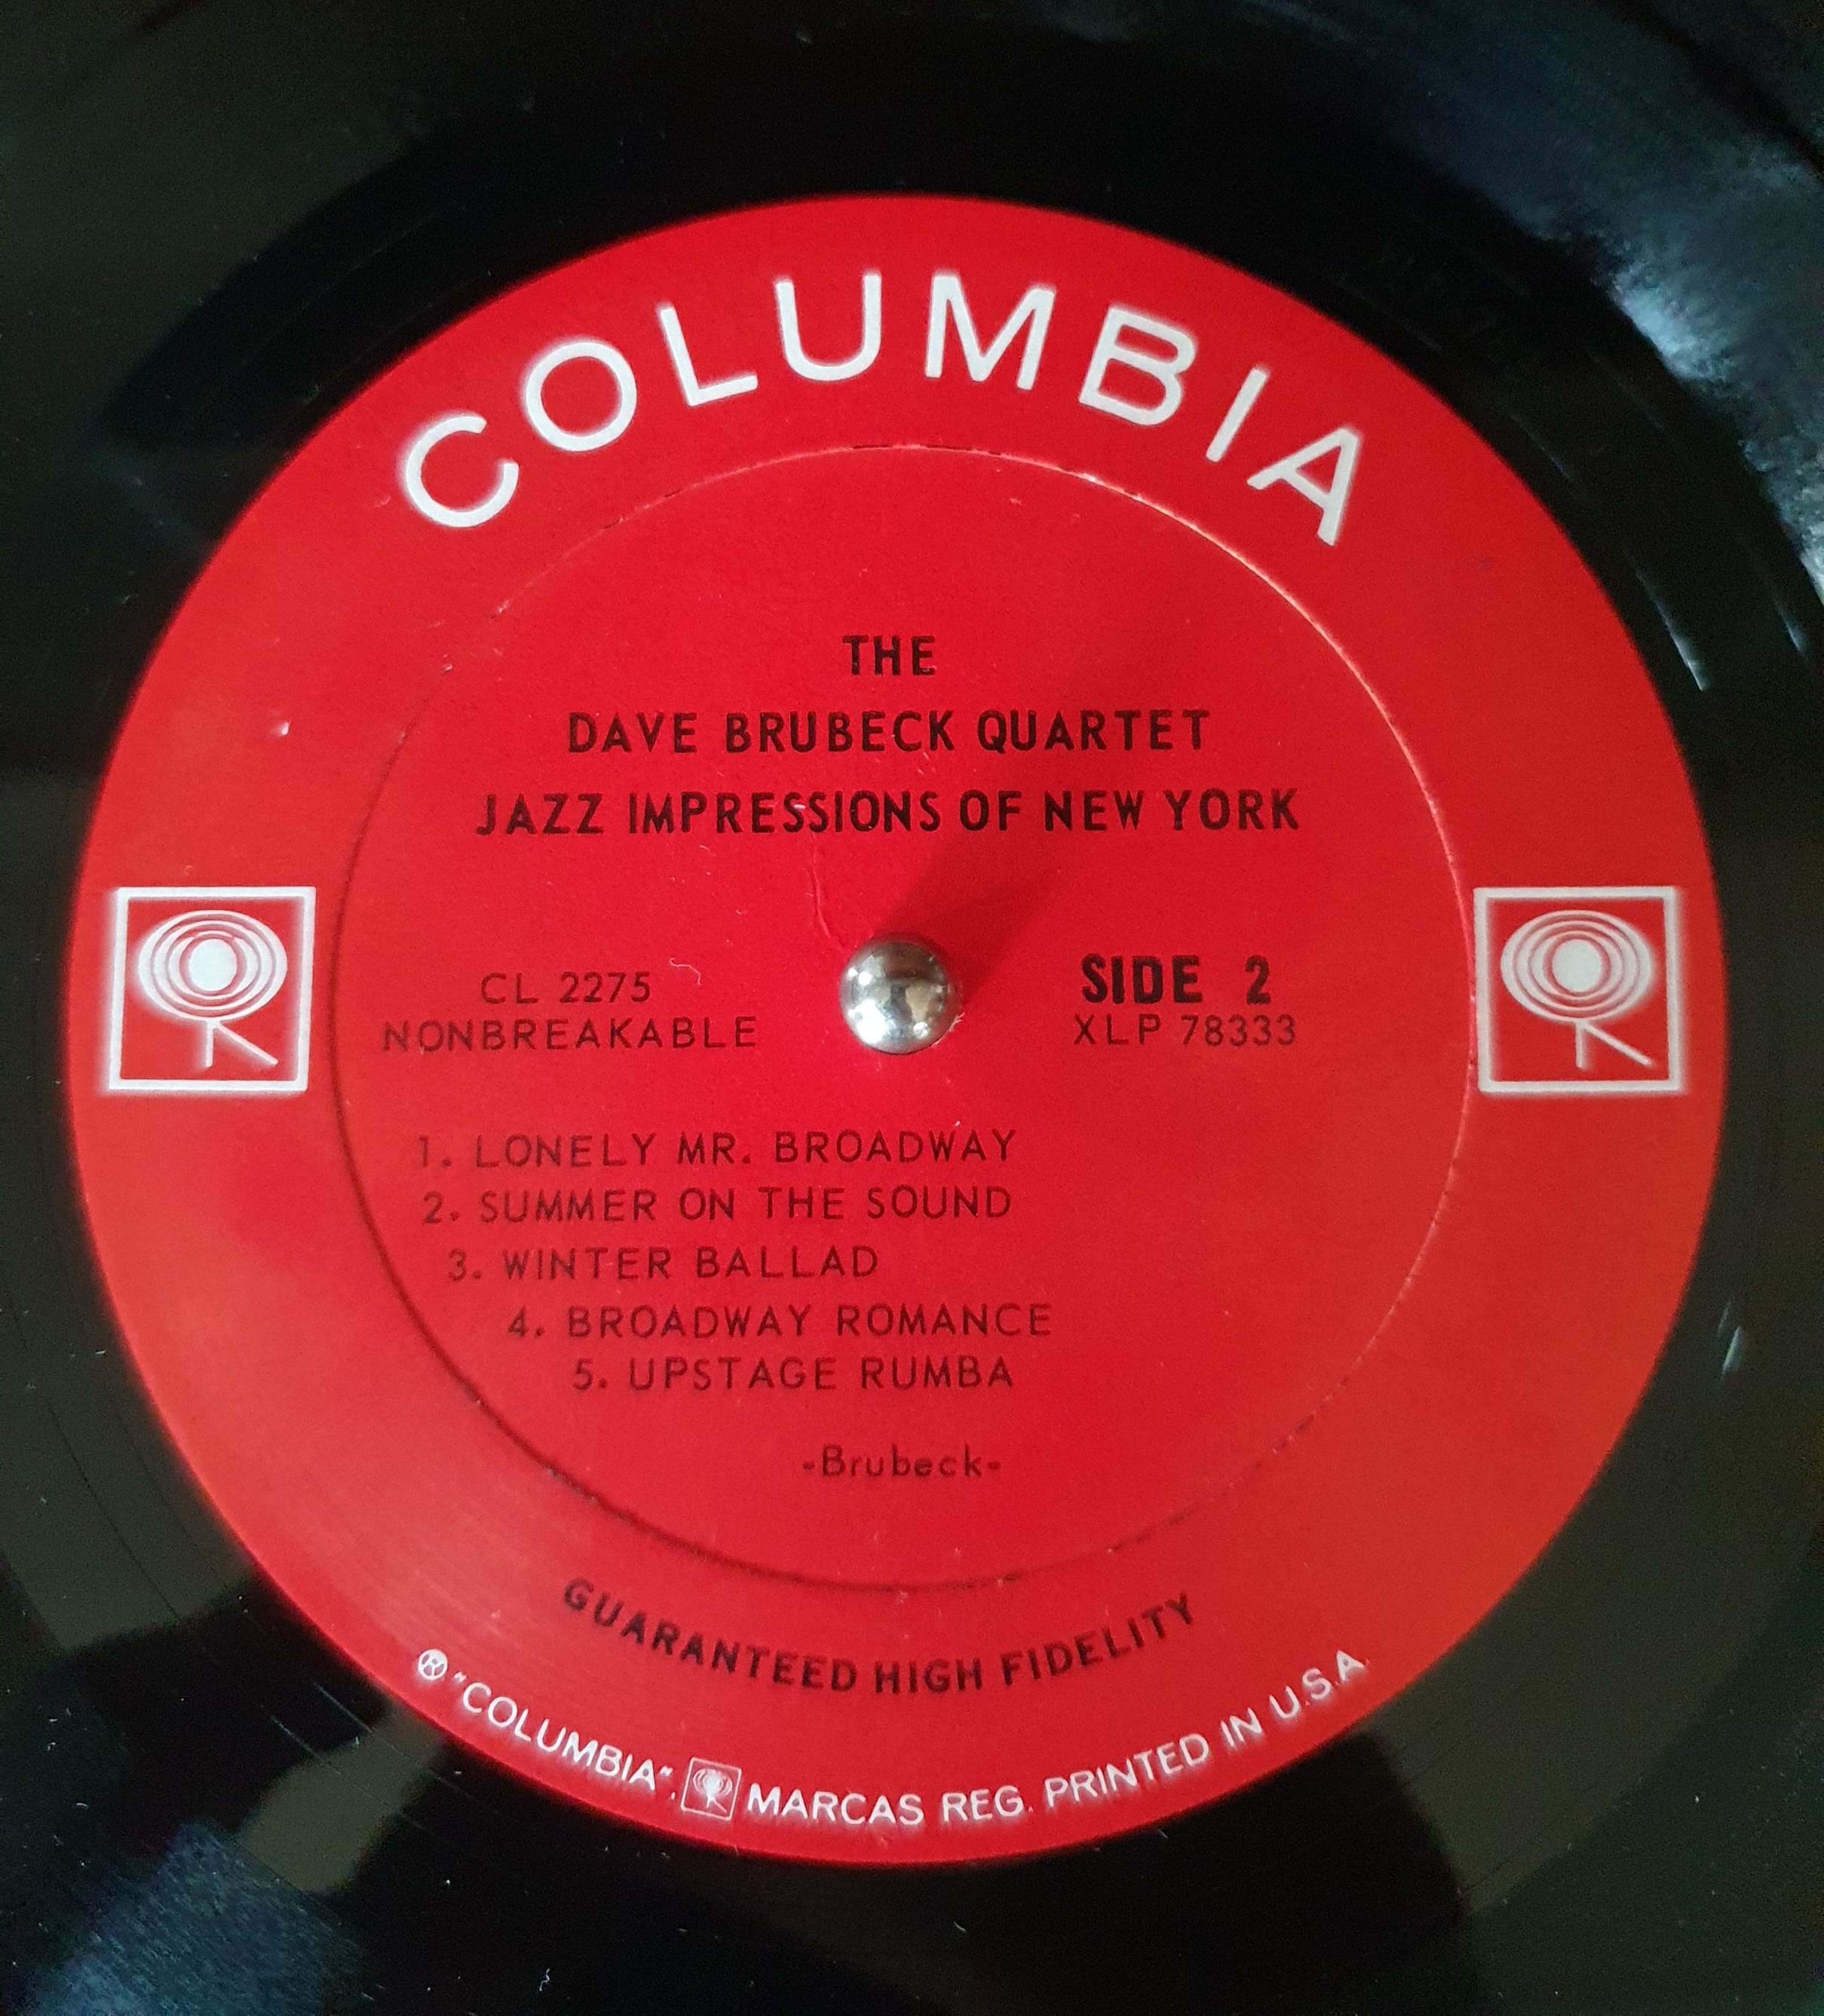 COLUMBIA
THE
DAVE BRUBECK QUARTET
JAZZ IMPRESSIONS OF NEW YORK
CL 2275
NONBREAKABLE
SIDE 2
XLP 78333
1. LONELY MR. BROADWAY
2. SUMMER ON THE SOUND
3. WINTER BALLAD
4. BROADWAY ROMANCE
5. UPSTAGE RUMBA
-Brubeck-
GUARANTEED HIGH FIDELITY
® "COLUMBIA", MARCAS REG. PRINTED IN U.S.A.